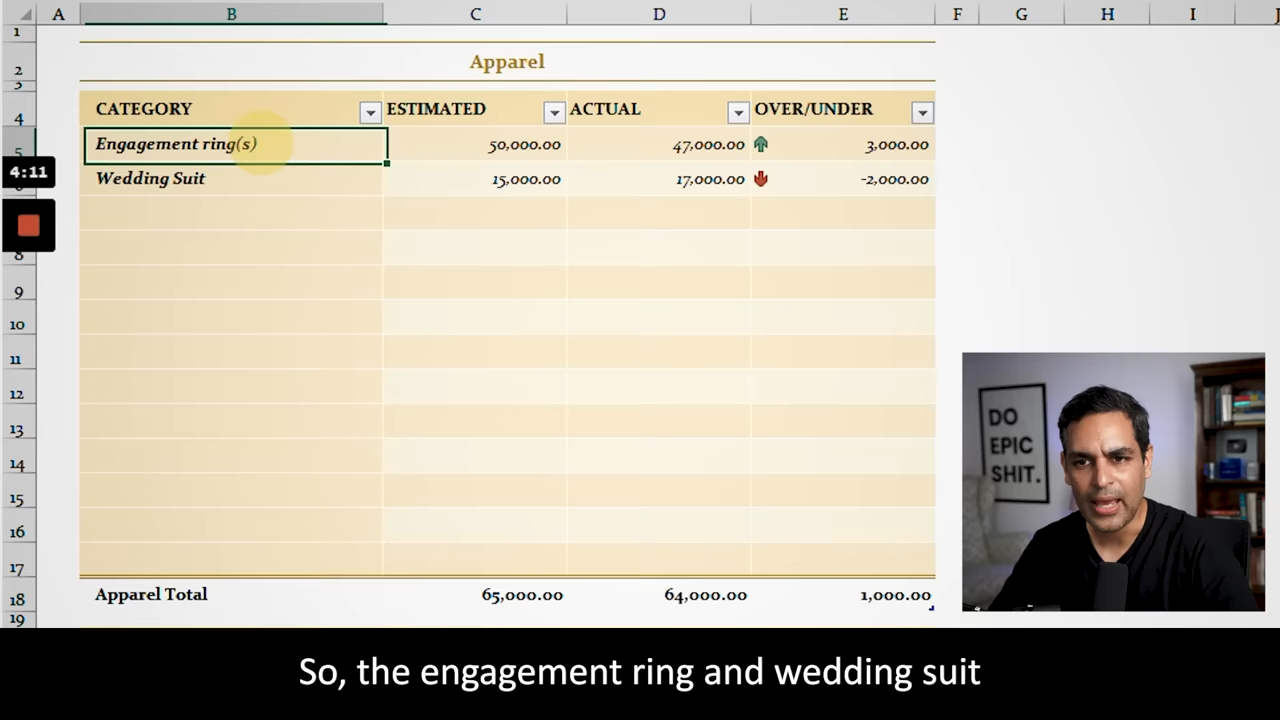 A B C D E F G H I
1
2 Apparel
3
4 CATEGORY ESTIMATED ACTUAL OVER/UNDER
5 Engagement ring(s) 50,000.00 47,000.00 3,000.00
4:11
Wedding Suit 15,000.00 17,000.00 -2,000.00
8
9
10
11
12
13
14
15
16
17
18 Apparel Total 65,000.00 64,000.00 1,000.00
19
DO
EPIC
SHIT.
So, the engagement ring and wedding suit